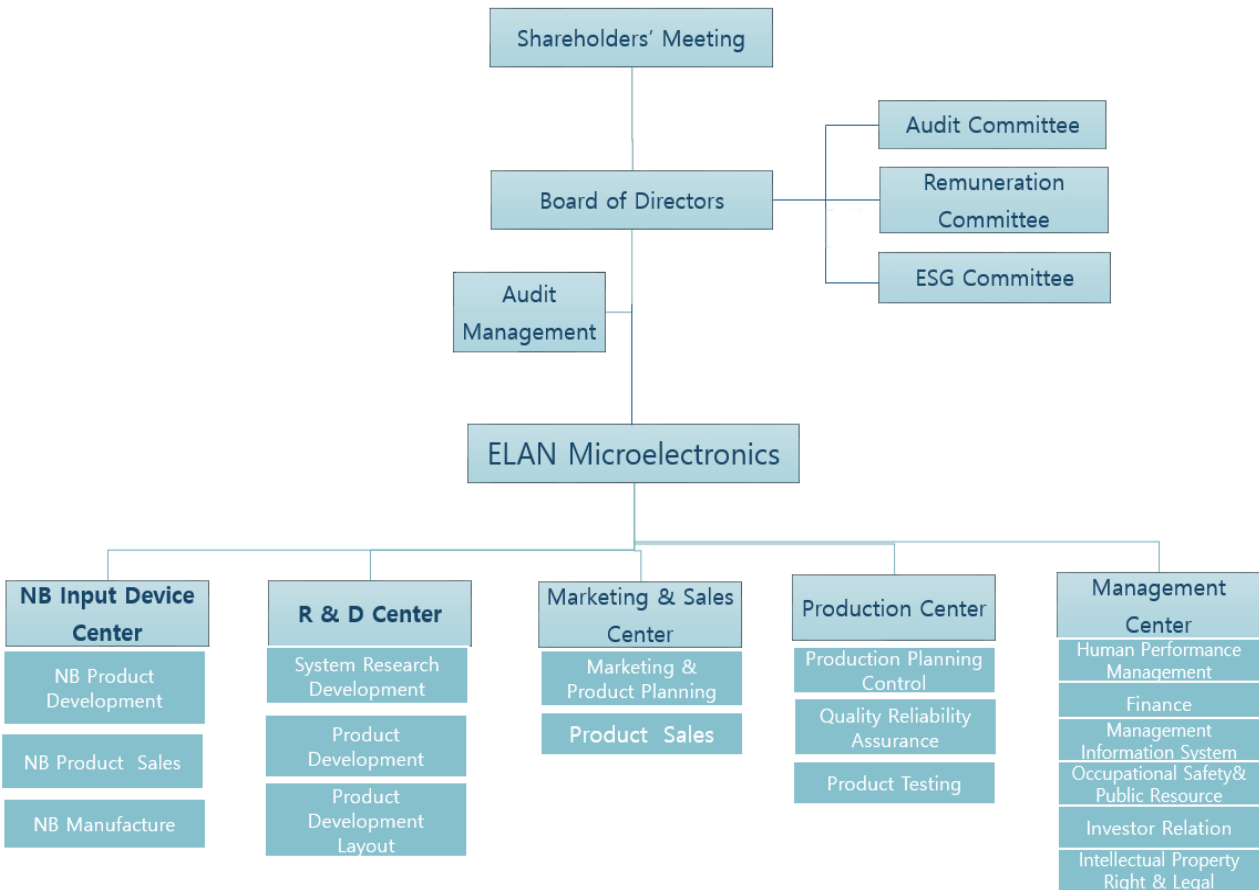 Shareholders’ Meeting
Audit Committee
Board of Directors
Remuneration
Committee
ESG Committee
Audit
Management
ELAN Microelectronics
NB Input Device
Center
NB Product
Development
NB Product Sales
NB Manufacture
R & D Center
System Research
Development
Product
Development
Product
Development
Layout
Marketing & Sales
Center
Marketing &
Product Planning
Product Sales
Production Center
Production Planning
Control
Quality Reliability
Assurance
Product Testing
Management
Center
Human Performance
Management
Finance
Management
Information System
Occupational Safety&
Public Resource
Investor Relation
Intellectual Property
Right & Legal